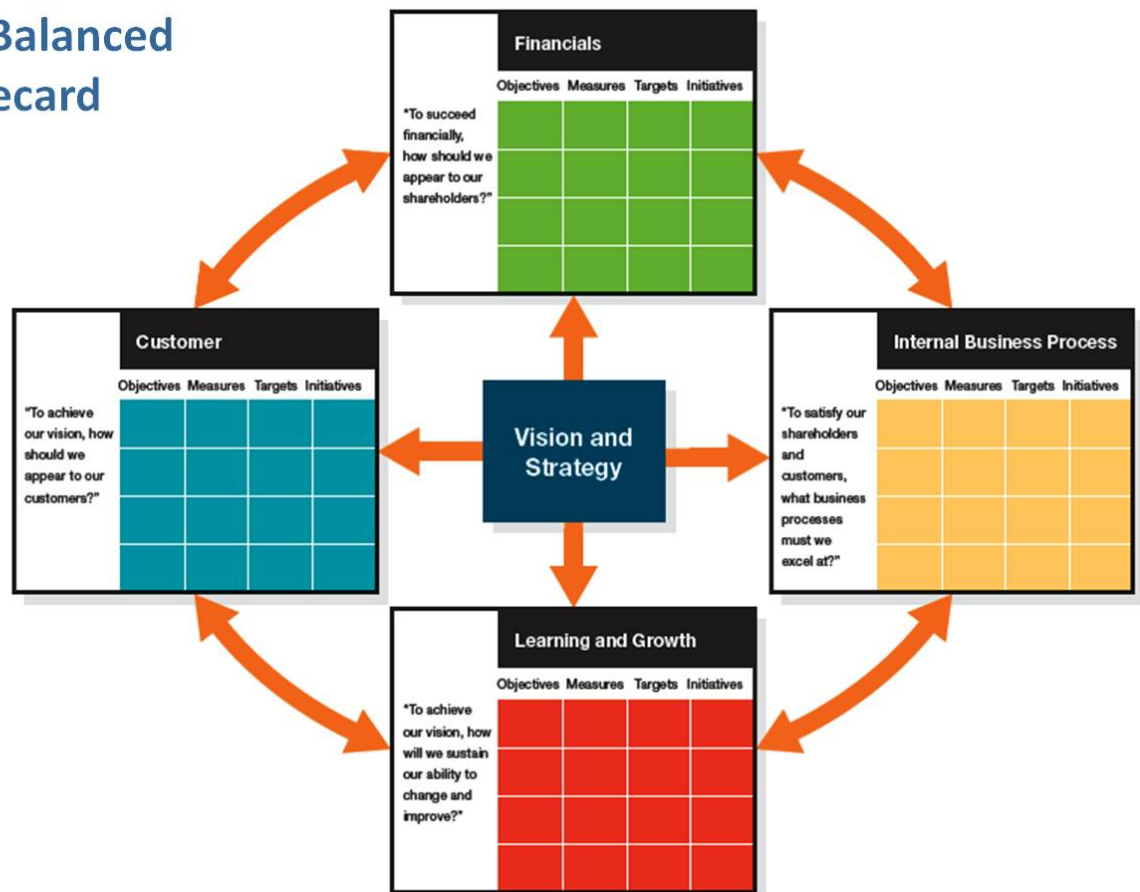 Balanced
ecard
Financials
Objectives Measures Targets Initiatives
"To succeed
financially,
how should we
appear to our
shareholders?"
Customer
Objectives Measures Targets Initiatives
"To achieve
our vision, how
should we
appear to our
customers?"
Vision and
Strategy
Internal Business Process
Objectives Measures Targets Initiatives
"To satisfy our
shareholders
and
customers,
what business
processes
must we
excel at?"
Learning and Growth
Objectives Measures Targets Initiatives
"To achieve
our vision, how
will we sustain
our ability to
change and
improve?"